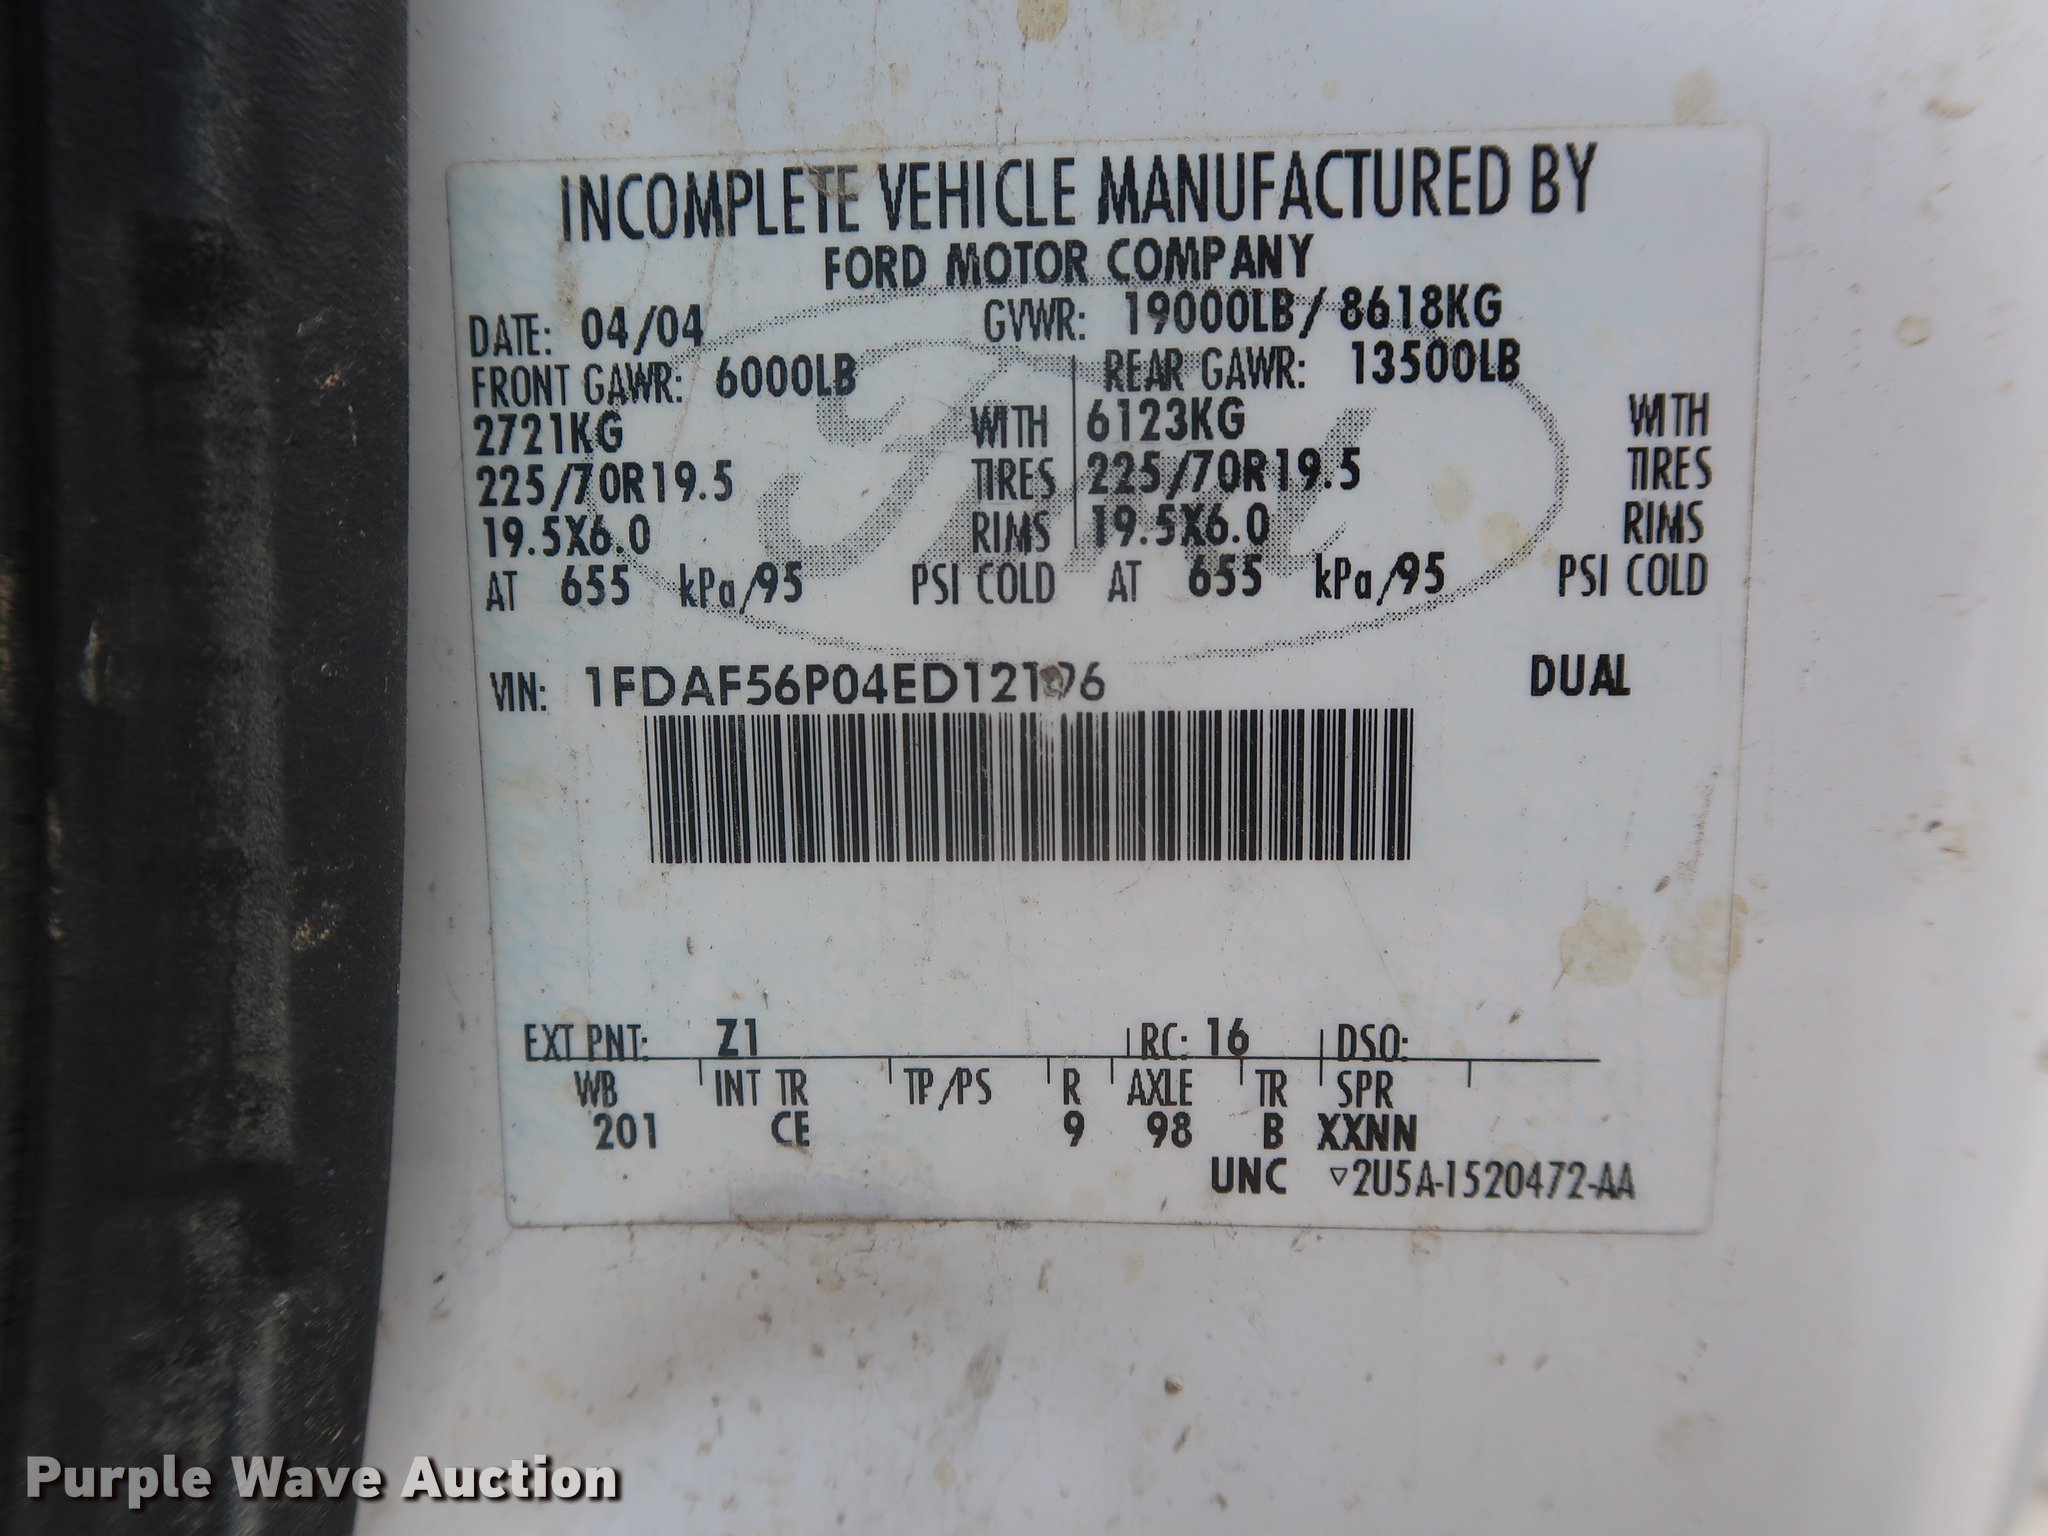 INCOMPLETE VEHICLE MANUFACTURED BY
FORD MOTOR COMPANY
DATE: 04/04 GVWR: 19000LB/ 8618KG
FRONT GAWR: 6000LB REAR GAWR: 13500LB
2721KG WITH 6123KG WITH
225/70R19.5 TIRES 225/70R19.5 TIRES
19.5X6.0 RIMS 19.5X6.0 RIMS
AT 655 kPa/95 PSI COLD AT 655 kPa/95 PSI COLD
VIN: 1FDAF56P04ED12196 DUAL
EXT PNT: Z1 RC: 16 DSO:
WB INT TR TP/PS R AXLE TR SPR
201 CE 9 98 B XXNN
UNC ▽2U5A-1520472-AA
Ford
Purple Wave Auction